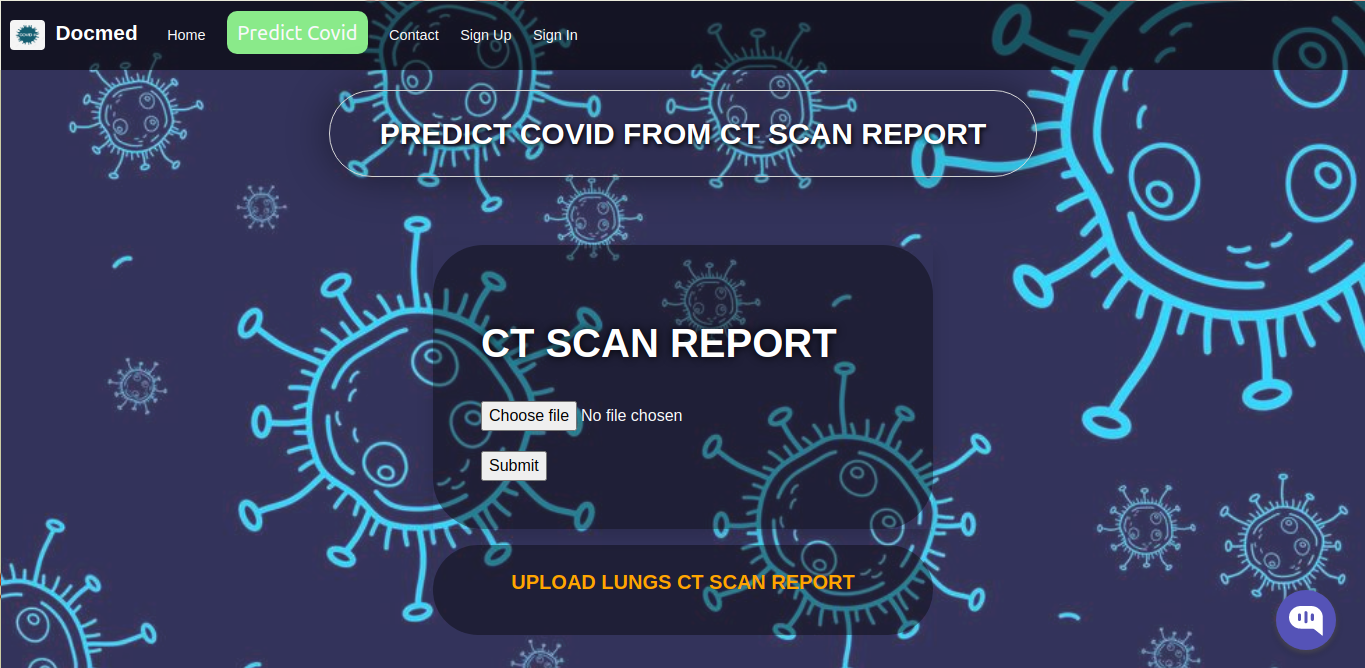 Docmed
Home
Predict Covid
Contact
Sign Up
Sign In
PREDICT COVID FROM CT SCAN REPORT
CT SCAN REPORT
Choose file No file chosen
Submit
UPLOAD LUNGS CT SCAN REPORT